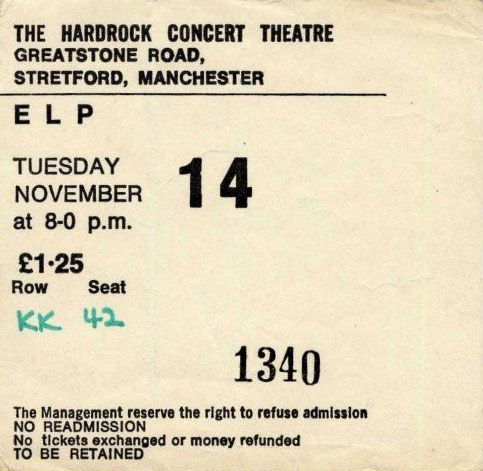 THE HARDROCK CONCERT THEATRE
GREATSTONE ROAD,
STRETFORD, MANCHESTER
E L P
TUESDAY
NOVEMBER 14
at 8-0 p.m.
£1·25
Row Seat
KK 42
1340
The Management reserve the right to refuse admission
NO READMISSION
No tickets exchanged or money refunded
TO BE RETAINED